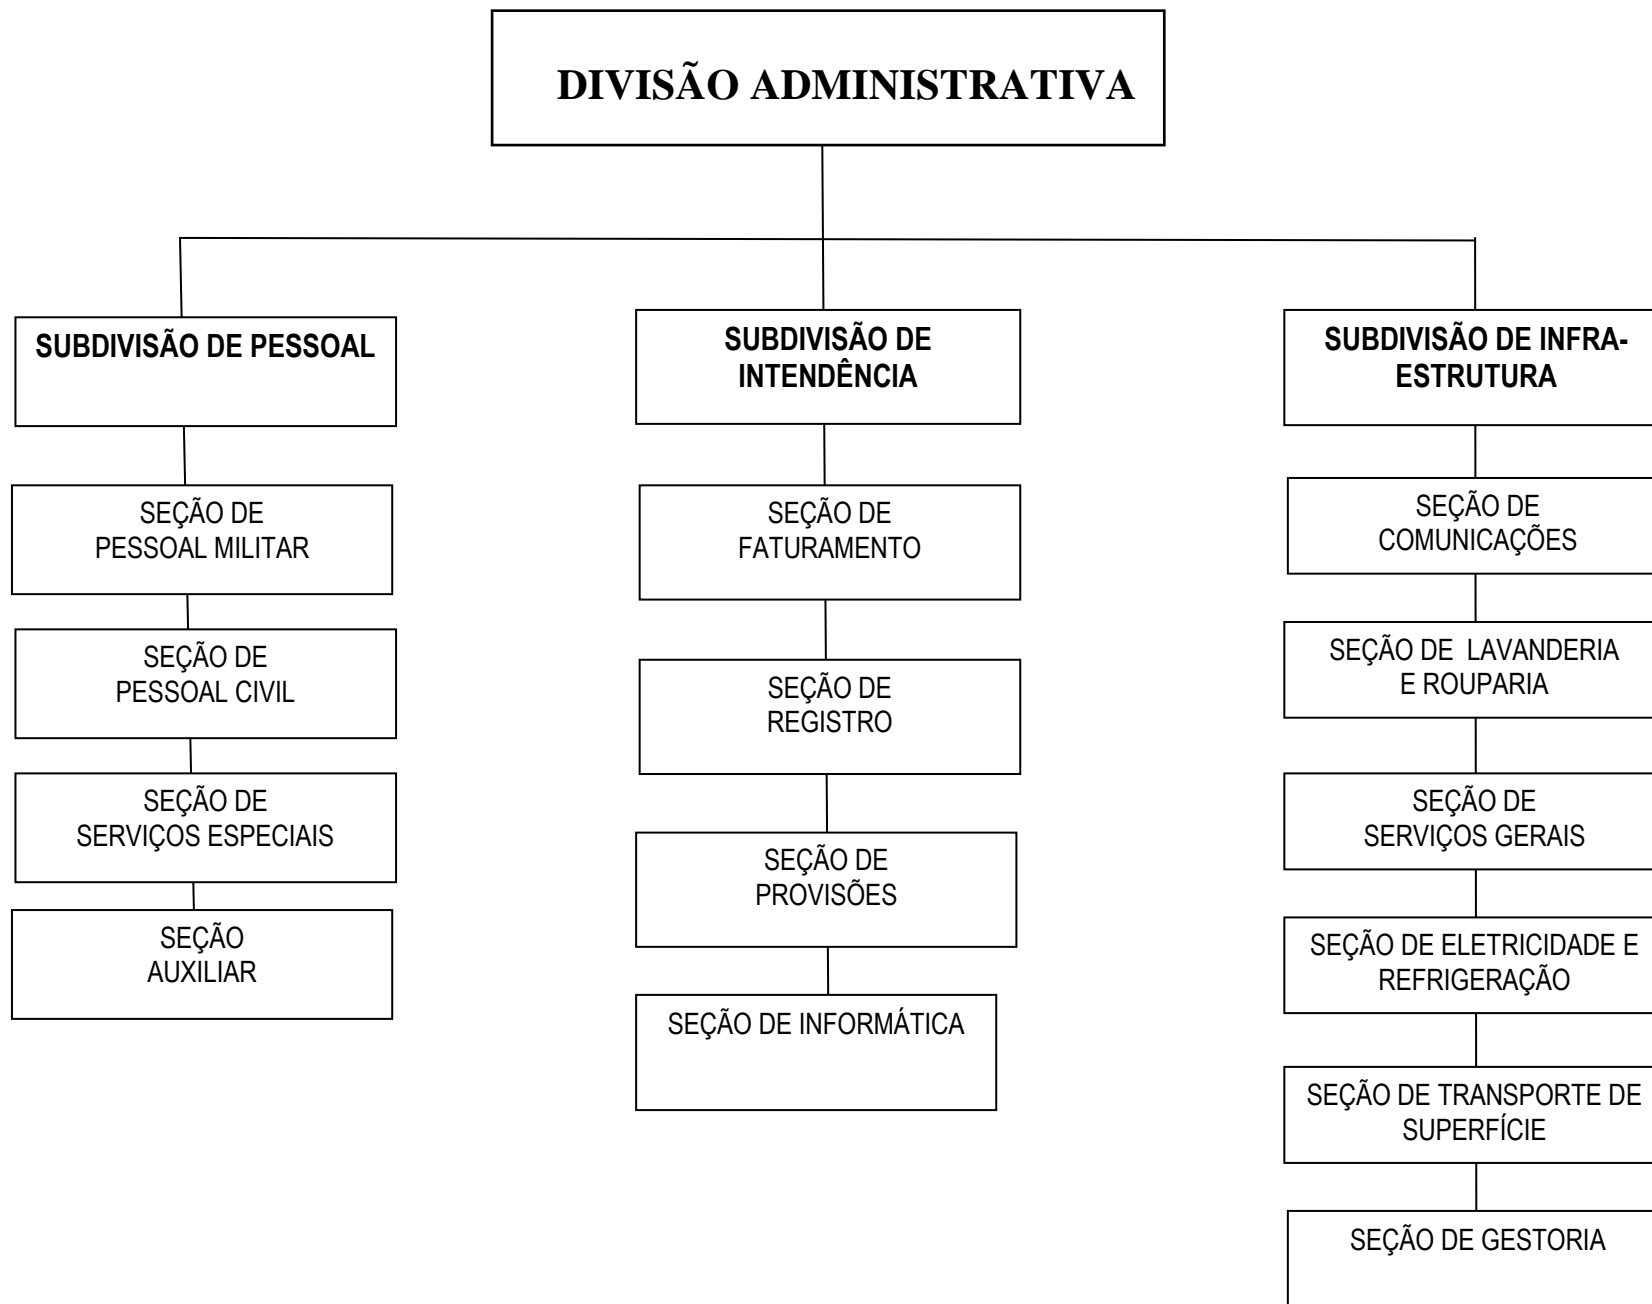 DIVISÃO ADMINISTRATIVA
SUBDIVISÃO DE PESSOAL
SEÇÃO DE
PESSOAL MILITAR
SEÇÃO DE
PESSOAL CIVIL
SEÇÃO DE
SERVIÇOS ESPECIAIS
SEÇÃO
AUXILIAR
SUBDIVISÃO DE
INTENDÊNCIA
SEÇÃO DE
FATURAMENTO
SEÇÃO DE
REGISTRO
SEÇÃO DE
PROVISÕES
SEÇÃO DE INFORMÁTICA
SUBDIVISÃO DE INFRA-
ESTRUTURA
SEÇÃO DE
COMUNICAÇÕES
SEÇÃO DE LAVANDERIA
E ROUPARIA
SEÇÃO DE
SERVIÇOS GERAIS
SEÇÃO DE ELETRICIDADE E
REFRIGERAÇÃO
SEÇÃO DE TRANSPORTE DE
SUPERFÍCIE
SEÇÃO DE GESTORIA